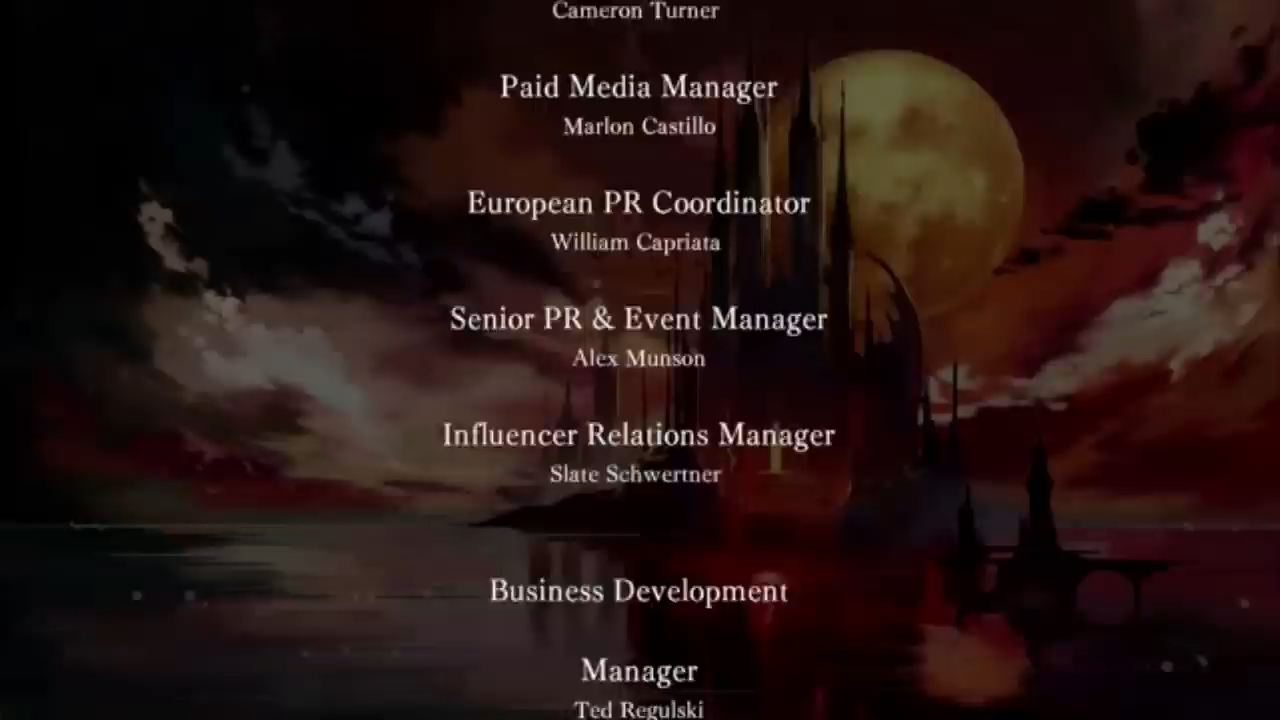 Cameron Turner
Paid Media Manager
Marlon Castillo
European PR Coordinator
William Capriata
Senior PR & Event Manager
Alex Munson
Influencer Relations Manager
Slate Schwertner
Business Development
Manager
Ted Regulski